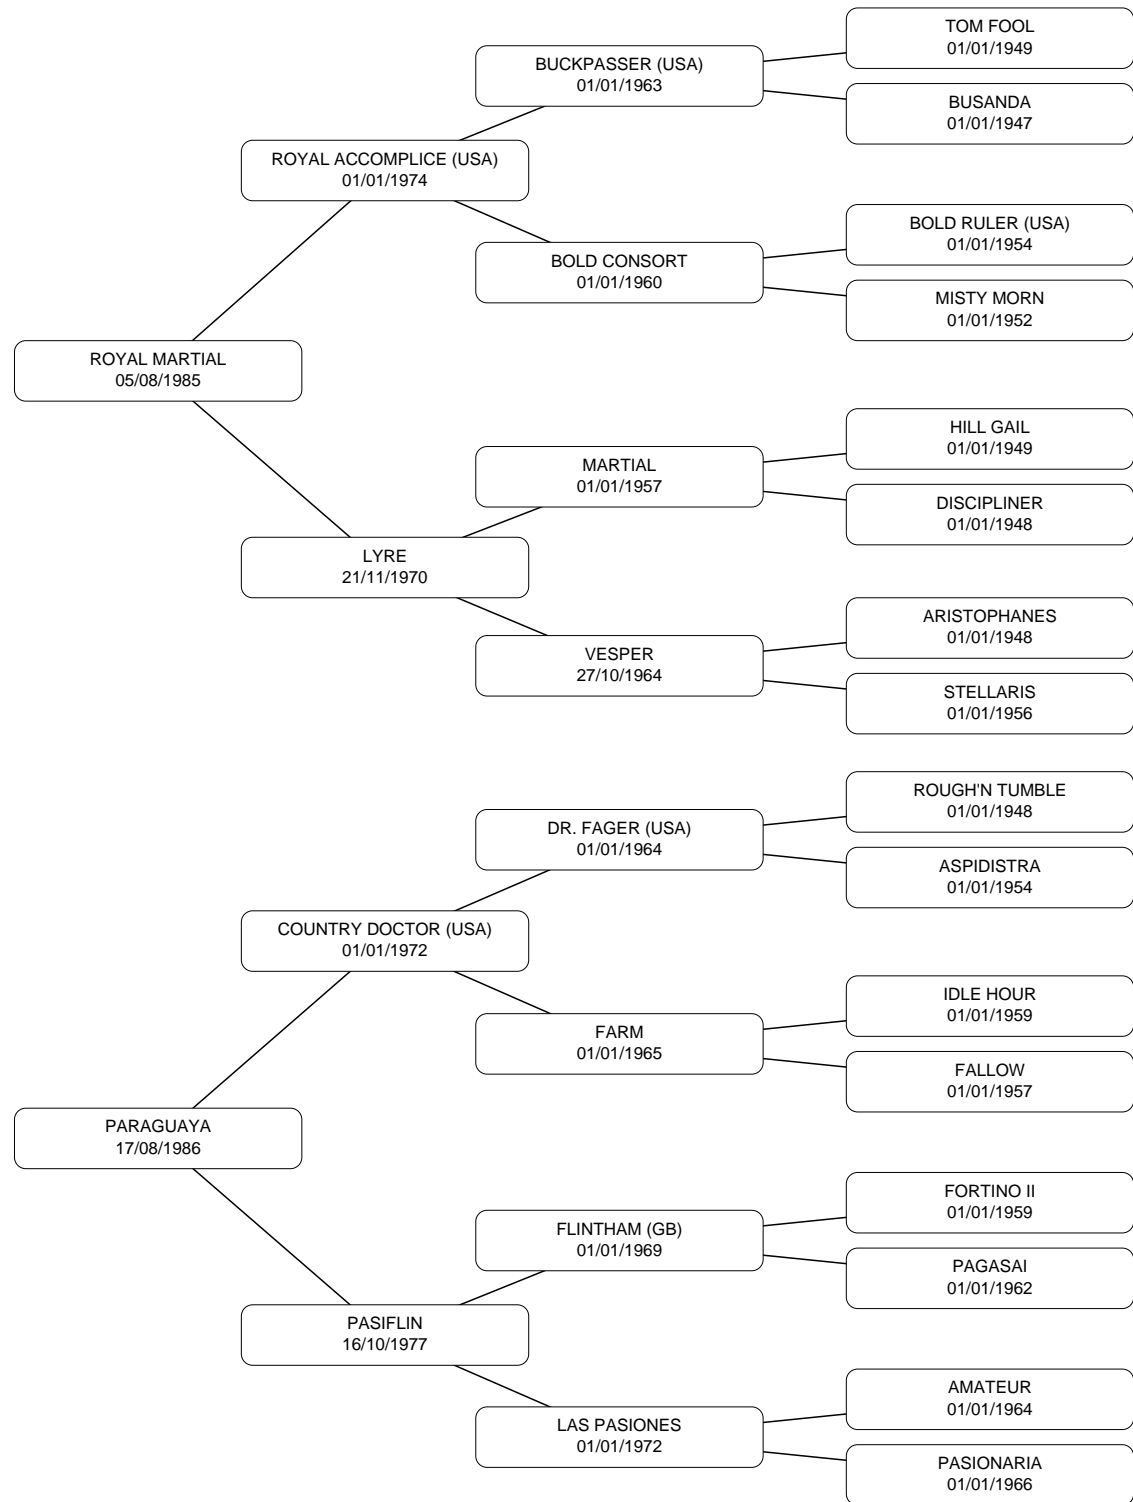 TOM FOOL
01/01/1949
BUCKPASSER (USA)
01/01/1963
BUSANDA
01/01/1947
ROYAL ACCOMPLICE (USA)
01/01/1974
BOLD RULER (USA)
01/01/1954
BOLD CONSORT
01/01/1960
MISTY MORN
01/01/1952
ROYAL MARTIAL
05/08/1985
HILL GAIL
01/01/1949
MARTIAL
01/01/1957
DISCIPLINER
01/01/1948
LYRE
21/11/1970
ARISTOPHANES
01/01/1948
VESPER
27/10/1964
STELLARIS
01/01/1956
ROUGH'N TUMBLE
01/01/1948
DR. FAGER (USA)
01/01/1964
ASPIDISTRA
01/01/1954
COUNTRY DOCTOR (USA)
01/01/1972
IDLE HOUR
01/01/1959
FARM
01/01/1965
FALLOW
01/01/1957
PARAGUAYA
17/08/1986
FORTINO II
01/01/1959
FLINTHAM (GB)
01/01/1969
PAGASAI
01/01/1962
PASIFLIN
16/10/1977
AMATEUR
01/01/1964
LAS PASIONES
01/01/1972
PASIONARIA
01/01/1966